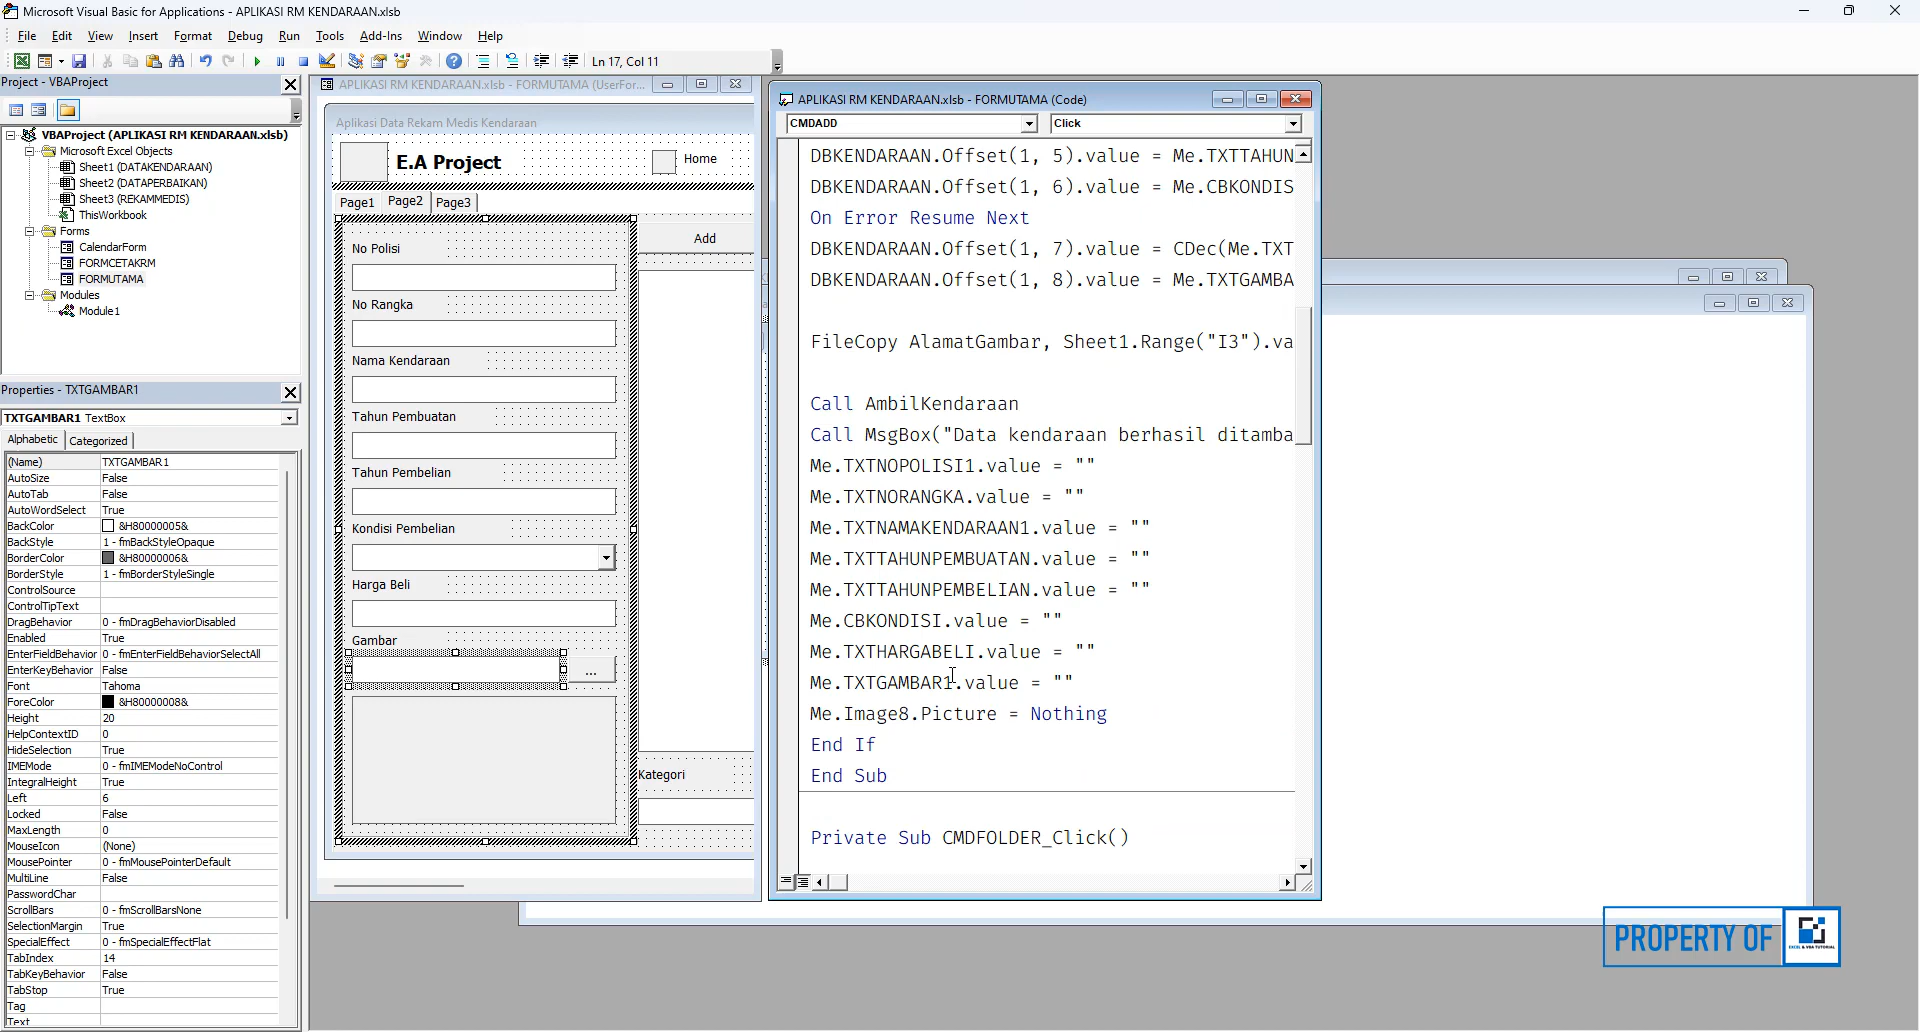 Microsoft Visual Basic for Applications - APLIKASI RM KENDARAAN.xlsb
File Edit View Insert Format Debug Run Tools Add-Ins Window Help
Ln 17, Col 11
Project - VBAProject
VBAProject (APLIKASI RM KENDARAAN.xlsb)
Microsoft Excel Objects
Sheet1 (DATAKENDARAAN)
Sheet2 (DATAPERBAIKAN)
Sheet3 (REKAMMEDIS)
ThisWorkbook
Forms
CalendarForm
FORMCETAKRM
FORMUTAMA
Modules
Module1
Properties - TXTGAMBAR1
TXTGAMBAR1 TextBox
Alphabetic Categorized
(Name) TXTGAMBAR1
AutoSize False
AutoTab False
AutoWordSelect True
BackColor &H80000005&
BackStyle 1 - fmBackStyleOpaque
BorderColor &H80000006&
BorderStyle 1 - fmBorderStyleSingle
ControlSource
ControlTipText
DragBehavior 0 - fmDragBehaviorDisabled
Enabled True
EnterFieldBehavior 0 - fmEnterFieldBehaviorSelectAll
EnterKeyBehavior False
Font Tahoma
ForeColor &H80000008&
Height 20
HelpContextID 0
HideSelection True
IMEMode 0 - fmIMEModeNoControl
IntegralHeight True
Left 6
Locked False
MaxLength 0
MouseIcon (None)
MousePointer 0 - fmMousePointerDefault
MultiLine False
PasswordChar
ScrollBars 0 - fmScrollBarsNone
SelectionMargin True
SpecialEffect 0 - fmSpecialEffectFlat
TabIndex 14
TabKeyBehavior False
TabStop True
Tag
Text
APLIKASI RM KENDARAAN.xlsb - FORMUTAMA (UserFor...
Aplikasi Data Rekam Medis Kendaraan
E.A Project
Home
Page1 Page2 Page3
No Polisi
Add
No Rangka
Nama Kendaraan
Tahun Pembuatan
Tahun Pembelian
Kondisi Pembelian
Harga Beli
Gambar
...
Kategori
APLIKASI RM KENDARAAN.xlsb - FORMUTAMA (Code)
CMDADD Click
DBKENDARAAN.Offset(1, 5).value = Me.TXTTAHUN
DBKENDARAAN.Offset(1, 6).value = Me.CBKONDIS
On Error Resume Next
DBKENDARAAN.Offset(1, 7).value = CDec(Me.TXT
DBKENDARAAN.Offset(1, 8).value = Me.TXTGAMBA
FileCopy AlamatGambar, Sheet1.Range("I3").va
Call AmbilKendaraan
Call MsgBox("Data kendaraan berhasil ditamba
Me.TXTNOPOLISI1.value = ""
Me.TXTNORANGKA.value = ""
Me.TXTNAMAKENDARAAN1.value = ""
Me.TXTTAHUNPEMBUATAN.value = ""
Me.TXTTAHUNPEMBELIAN.value = ""
Me.CBKONDISI.value = ""
Me.TXTHARGABELI.value = ""
Me.TXTGAMBAR1.value = ""
Me.Image8.Picture = Nothing
End If
End Sub
Private Sub CMDFOLDER_Click()
PROPERTY OF
EXCEL & VBA TUTORIAL